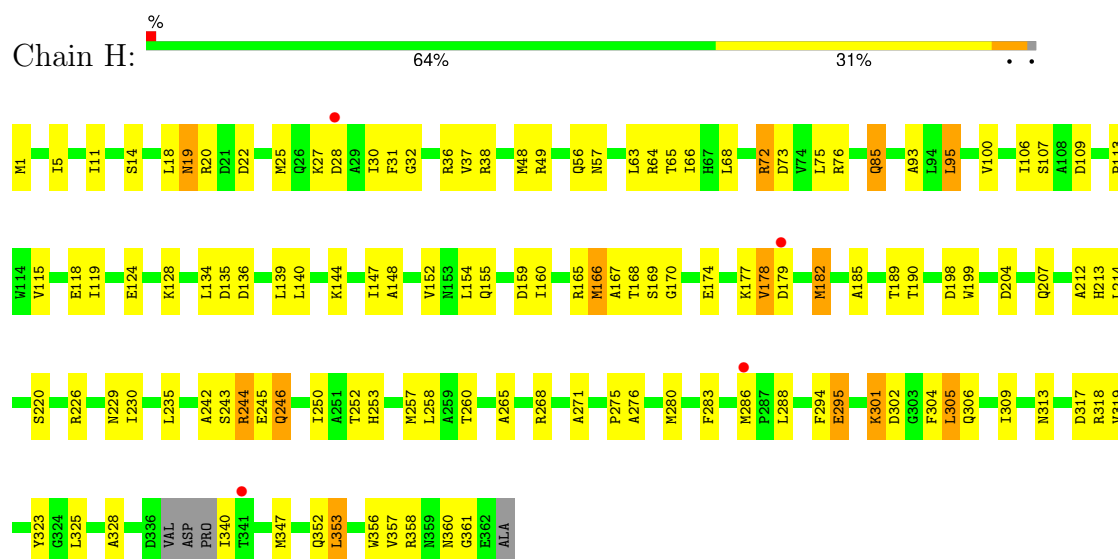 %
Chain H:
64% 31% • •
M1 I5 I11 S14 L18 N19 R20 D21 D22 M25 Q26 K27 D28 A29 I30 F31 G32 R36 V37 R38 M48 R49 Q56 N57 L63 R64 T65 I66 H67 L68 R72 D73 V74 L75 R76 Q85 A93 L94 L95 V100 I106 S107 A108 D109
W114 V115 E118 I119 E124 K128 L134 D135 D136 L139 L140 K144 I147 A148 V152 N153 L154 Q155 D159 I160 R165 M166 A167 T168 S169 G170 E174 K177 V178 D179 M182 A185 T189 T190 D198 W199 D204 Q207 A212 H213
S220 R226 N229 I230 L235 A242 S243 R244 E245 Q246 I250 A251 T252 H253 M257 L258 A259 T260 A265 R268 A271 P275 A276 M280 F283 M286 P287 L288 F294 E295 K301 D302 G303 F304 L305 Q306 I309 N313 D317 R318
Y323 G324 L325 A328 D336 VAL ASP PRO I340 T341 M347 Q352 L353 W356 V357 R358 N359 N360 G361 E362 ALA